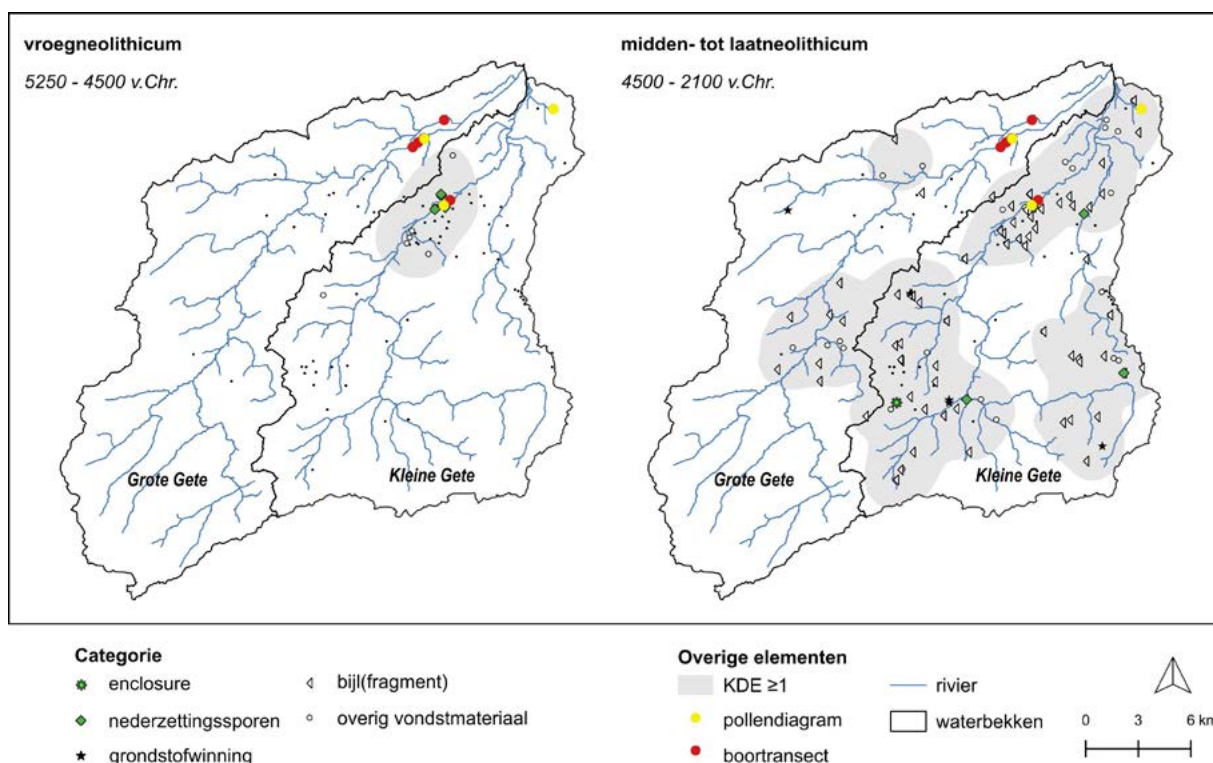 vroegneolithicum
5250 - 4500 v.Chr.
Grote Gete
Kleine Gete
midden- tot laatneolithicum
4500 - 2100 v.Chr.
Grote Gete
Kleine Gete
Categorie
enclosure
nederzettingssporen
grondstofwinning
bijl(fragment)
overig vondstmateriaal
Overige elementen
KDE ≥1
pollendiagram
boortransect
rivier
waterbekken
0 3 6 km